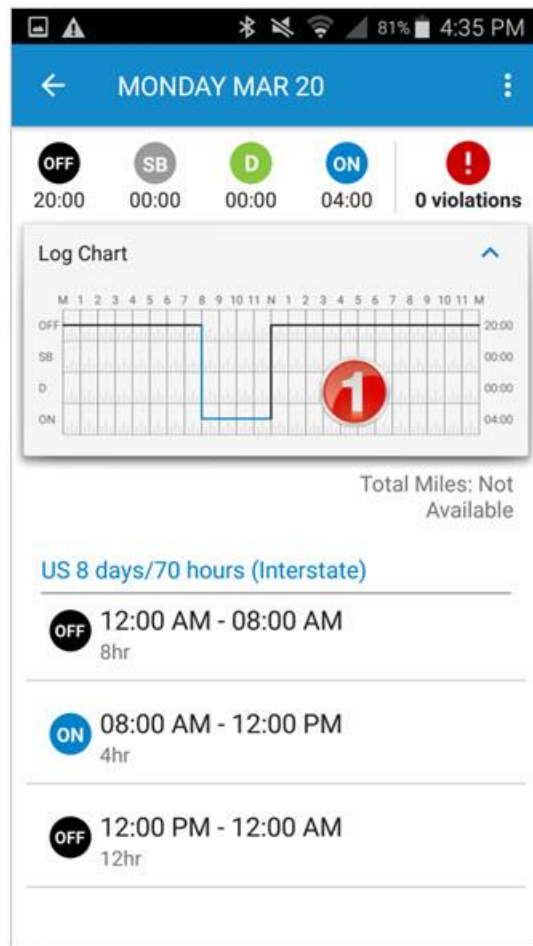 81% 4:35 PM
MONDAY MAR 20
OFF SB D ON !
20:00 00:00 00:00 04:00 0 violations
Log Chart
M 1 2 3 4 5 6 7 8 9 10 11 N 1 2 3 4 5 6 7 8 9 10 11 M
OFF 20:00
SB 00:00
D 1 00:00
ON 04:00
Total Miles: Not
Available
US 8 days/70 hours (Interstate)
OFF 12:00 AM - 08:00 AM
8hr
ON 08:00 AM - 12:00 PM
4hr
OFF 12:00 PM - 12:00 AM
12hr